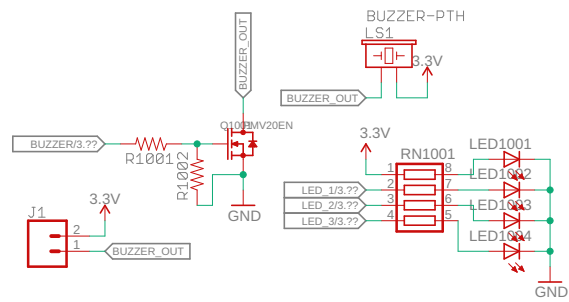 BUZZER-PTH
LS1
3.3V
BUZZER_OUT
BUZZER_OUT
BUZZER/3.??
R1001
R1002
GND
3.3V
RN1001
1
2
3
4
8
7
6
5
LED_1/3.??
LED_2/3.??
LED_3/3.??
LED1001
LED1002
LED1003
LED1004
GND
J1
3.3V
2
1
BUZZER_OUT